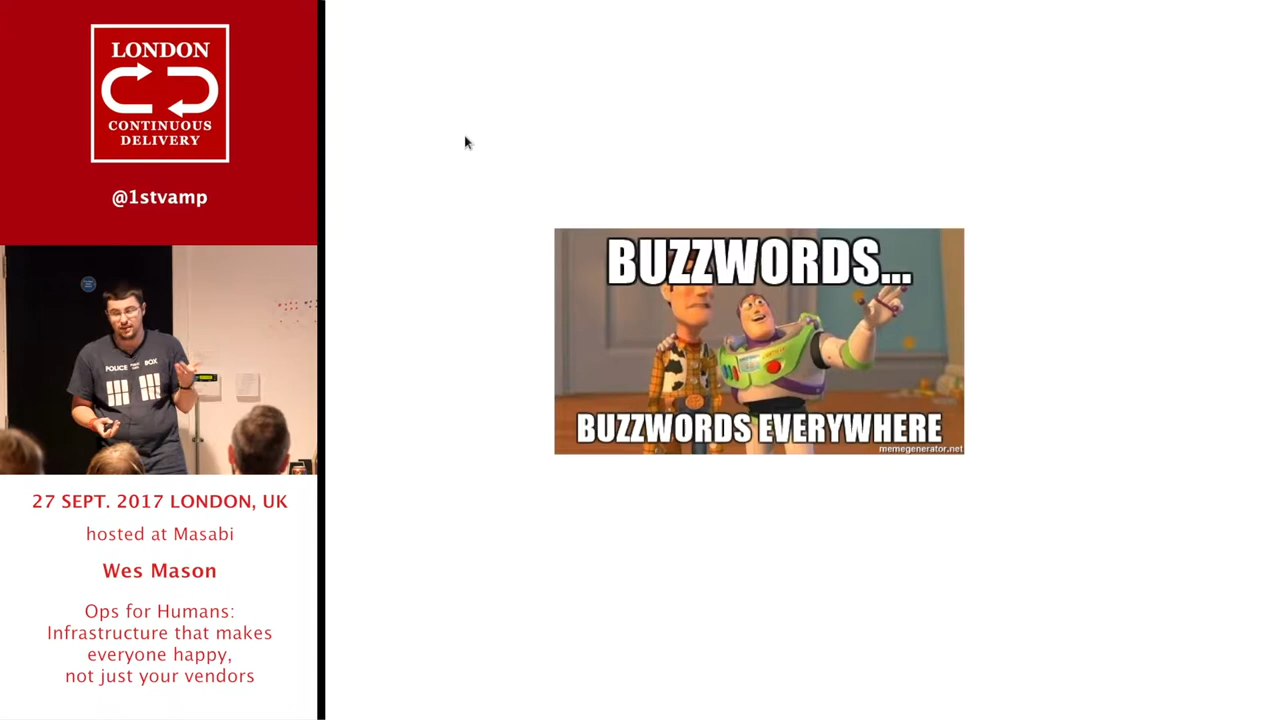 LONDON
CONTINUOUS
DELIVERY
@1stvamp
POLICE
BOX
27 SEPT. 2017 LONDON, UK
hosted at Masabi
Wes Mason
Ops for Humans:
Infrastructure that makes
everyone happy,
not just your vendors
BUZZWORDS...
BUZZWORDS EVERYWHERE
memegenerator.net